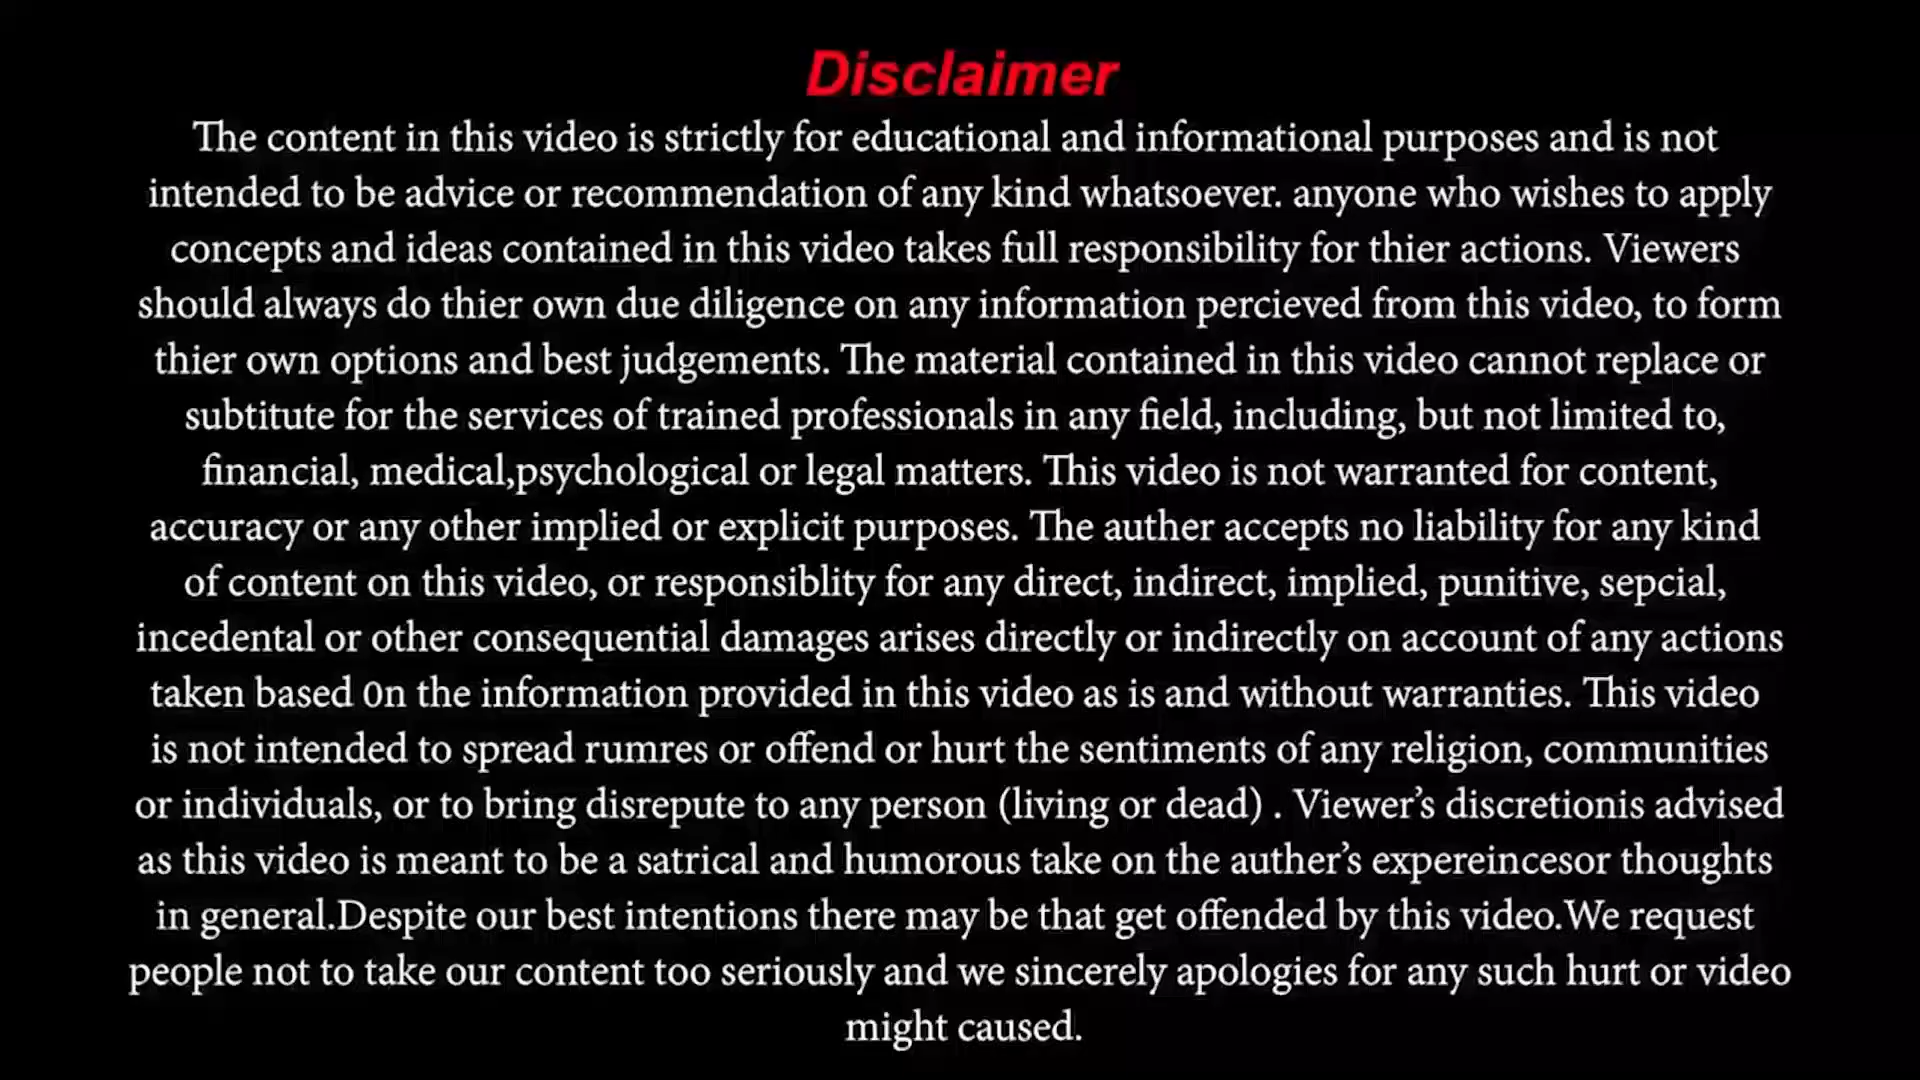 Disclaimer
The content in this video is strictly for educational and informational purposes and is not
intended to be advice or recommendation of any kind whatsoever. anyone who wishes to apply
concepts and ideas contained in this video takes full responsibility for thier actions. Viewers
should always do thier own due diligence on any information percieved from this video, to form
thier own options and best judgements. The material contained in this video cannot replace or
subtitute for the services of trained professionals in any field, including, but not limited to,
financial, medical,psychological or legal matters. This video is not warranted for content,
accuracy or any other implied or explicit purposes. The auther accepts no liability for any kind
of content on this video, or responsiblity for any direct, indirect, implied, punitive, sepcial,
incedental or other consequential damages arises directly or indirectly on account of any actions
taken based 0n the information provided in this video as is and without warranties. This video
is not intended to spread rumres or offend or hurt the sentiments of any religion, communities
or individuals, or to bring disrepute to any person (living or dead) . Viewer’s discretionis advised
as this video is meant to be a satrical and humorous take on the auther’s expereincesor thoughts
in general.Despite our best intentions there may be that get offended by this video.We request
people not to take our content too seriously and we sincerely apologies for any such hurt or video
might caused.